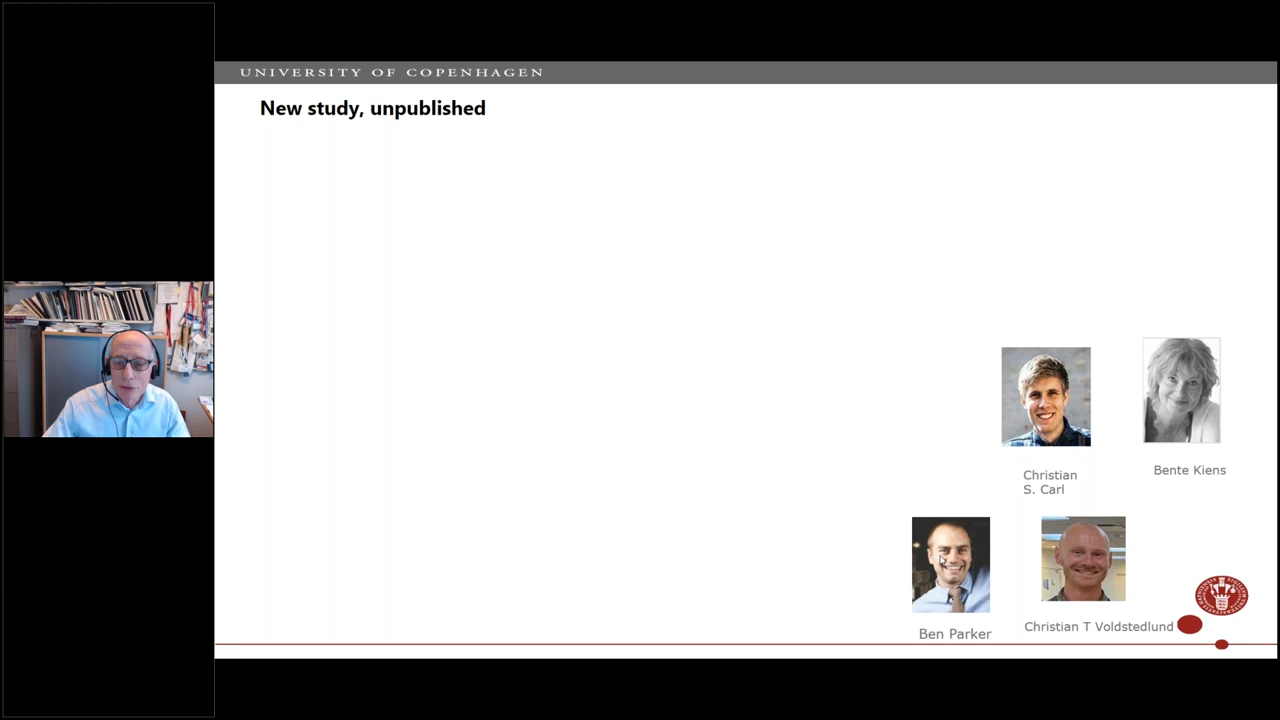 UNIVERSITY OF COPENHAGEN
New study, unpublished
Christian
S. Carl
Bente Kiens
Ben Parker
Christian T Voldstedlund